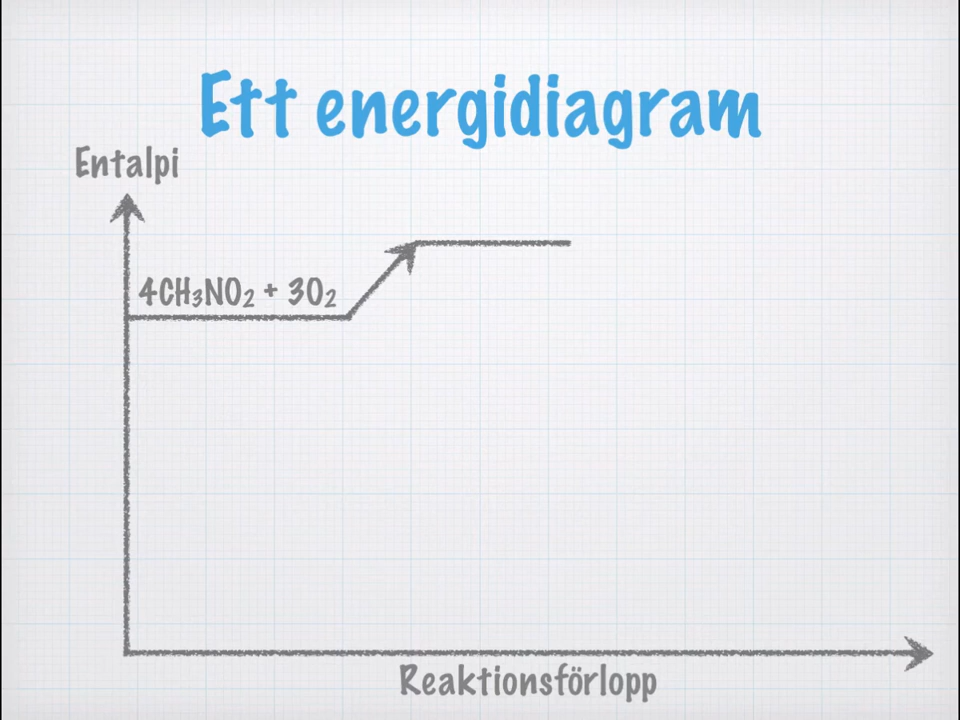 Ett energidiagram
Entalpi
4CH₃NO₂ + 3O₂
Reaktionsförlopp